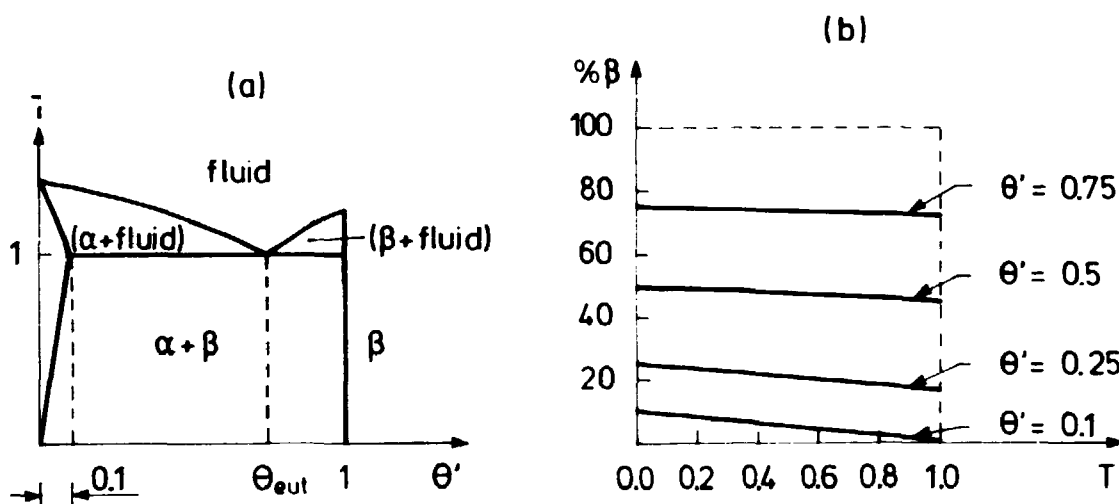 (a)
fluid
(α+fluid)
(β+fluid)
1
α+β
β
0.1
θeut
1
θ'
(b)
%β
100
80
60
40
20
θ' = 0.75
θ' = 0.5
θ' = 0.25
θ' = 0.1
0.0 0.2 0.4 0.6 0.8 1.0 T